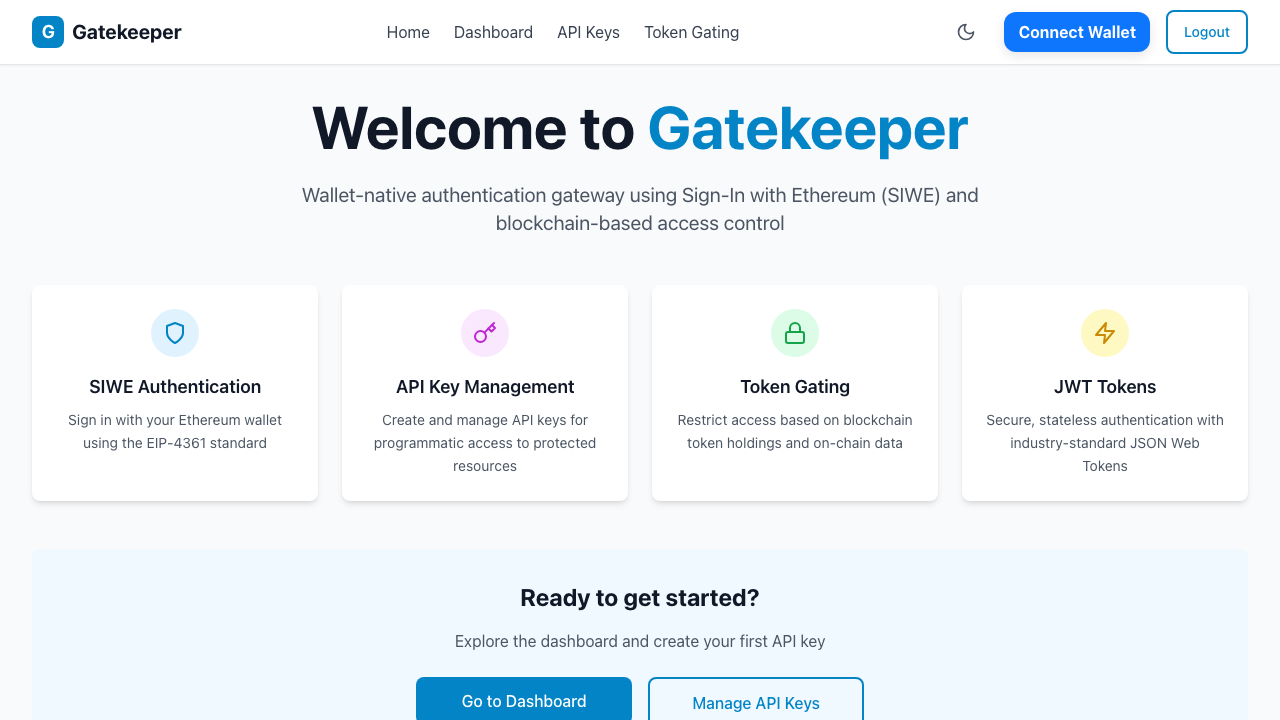 G Gatekeeper
Home Dashboard API Keys Token Gating
Connect Wallet
Logout
Welcome to Gatekeeper
Wallet-native authentication gateway using Sign-In with Ethereum (SIWE) and
blockchain-based access control
SIWE Authentication
Sign in with your Ethereum wallet
using the EIP-4361 standard
API Key Management
Create and manage API keys for
programmatic access to protected
resources
Token Gating
Restrict access based on blockchain
token holdings and on-chain data
JWT Tokens
Secure, stateless authentication with
industry-standard JSON Web
Tokens
Ready to get started?
Explore the dashboard and create your first API key
Go to Dashboard
Manage API Keys